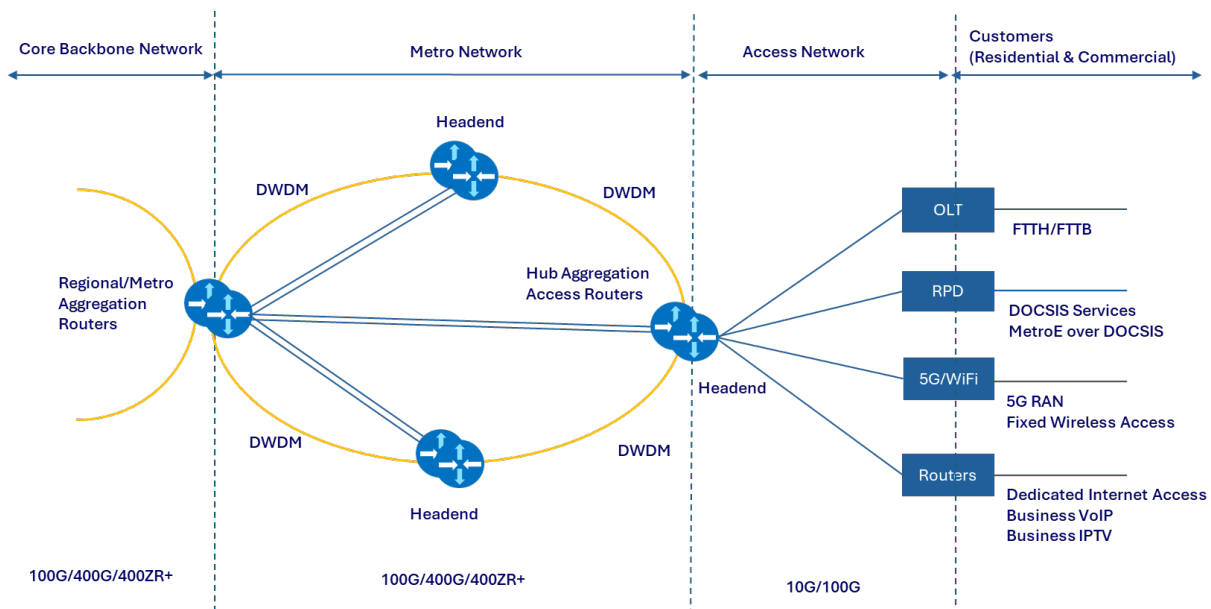 Core Backbone Network
Metro Network
Access Network
Customers
(Residential & Commercial)
Headend
DWDM
DWDM
OLT
FTTH/FTTB
Regional/Metro
Aggregation
Routers
Hub Aggregation
Access Routers
RPD
DOCSIS Services
MetroE over DOCSIS
Headend
5G/WiFi
5G RAN
Fixed Wireless Access
DWDM
DWDM
Headend
Routers
Dedicated Internet Access
Business VoIP
Business IPTV
100G/400G/400ZR+
100G/400G/400ZR+
10G/100G